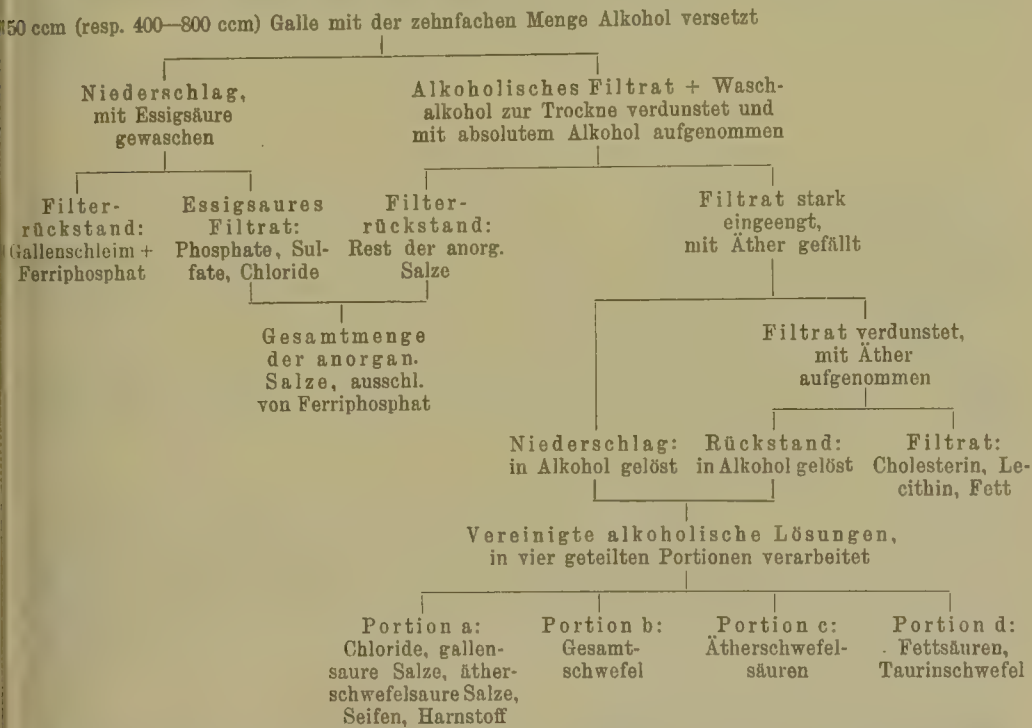 50 ccm (resp. 400—800 ccm) Galle mit der zehnfachen Menge Alkohol versetzt
Niederschlag,
mit Essigsäure
gewaschen
Alkoholisches Filtrat + Wasch-
alkohol zur Trockne verdunstet und
mit absolutem Alkohol aufgenommen
Filter-
rückstand:
Gallenschleim +
Ferriphosphat
Essigsaures
Filtrat:
Phosphate, Sul-
fate, Chloride
Filter-
rückstand:
Rest der anorg.
Salze
Filtrat stark
eingeengt,
mit Äther gefällt
Gesamtmenge
der anorgan.
Salze, ausschl.
von Ferriphosphat
Filtrat verdunstet,
mit Äther
aufgenommen
Niederschlag:
in Alkohol gelöst
Rückstand:
in Alkohol gelöst
Filtrat:
Cholesterin, Le-
cithin, Fett
Vereinigte alkoholische Lösungen,
in vier geteilten Portionen verarbeitet
Portion a:
Chloride, gallen-
saure Salze, äther-
schwefelsaure Salze,
Seifen, Harnstoff
Portion b:
Gesamt-
schwefel
Portion c:
Ätherschwefel-
säuren
Portion d:
Fettsäuren,
Taurinschwefel